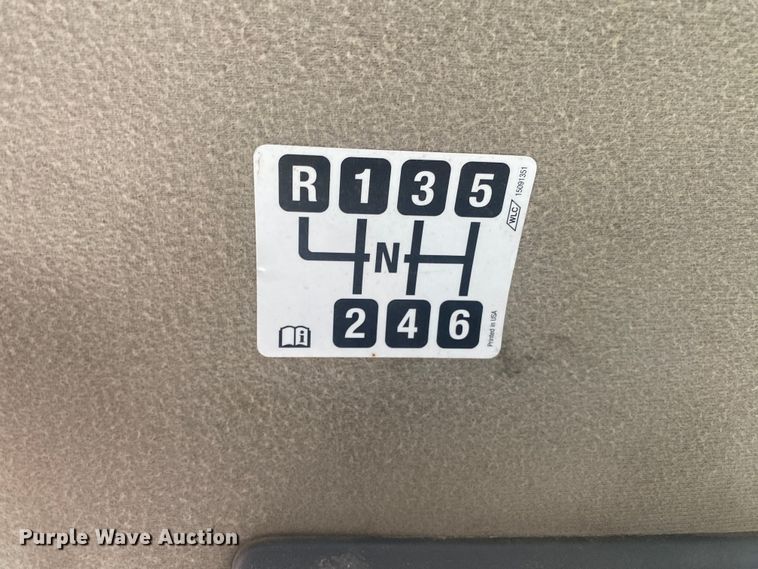 R 1 3 5
N
2 4 6
i
WLC 15091351
Printed in USA
Purple Wave Auction